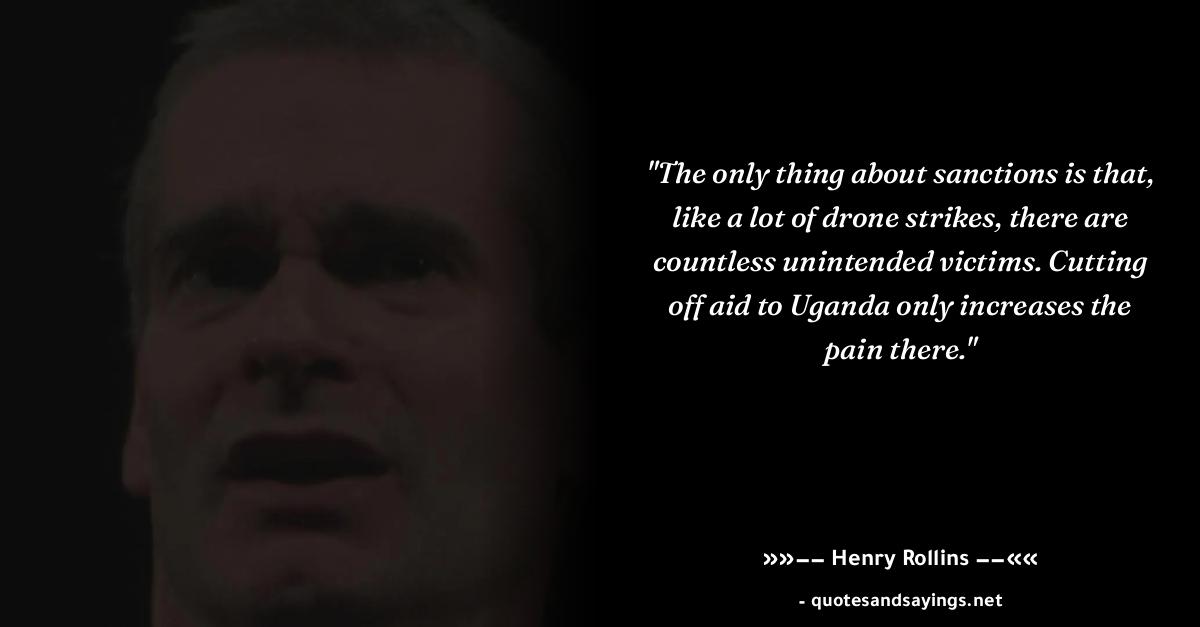 "The only thing about sanctions is that,
like a lot of drone strikes, there are
countless unintended victims. Cutting
off aid to Uganda only increases the
pain there."
»»−− Henry Rollins −−««
- quotesandsayings.net